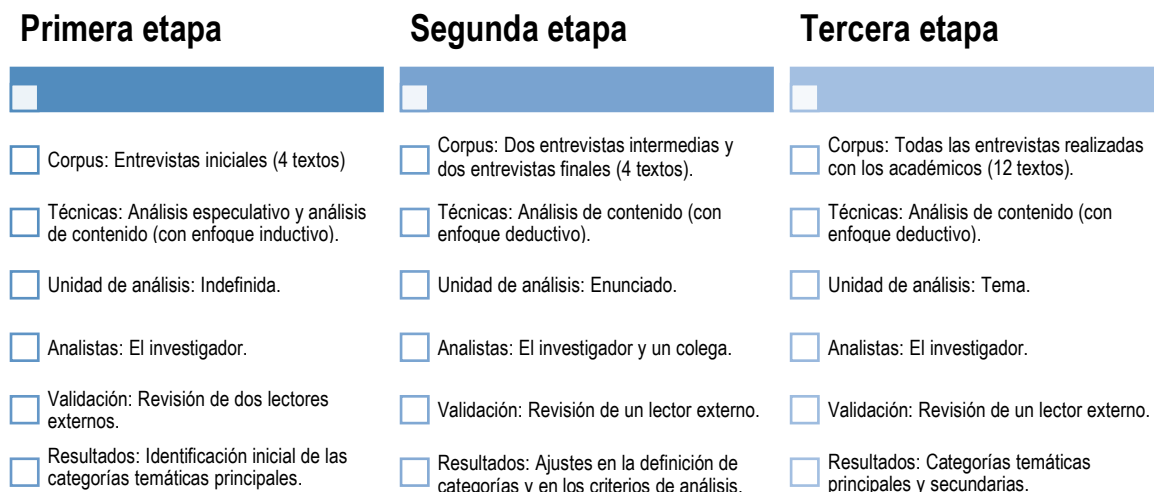 Primera etapa
Corpus: Entrevistas iniciales (4 textos)
Técnicas: Análisis especulativo y análisis
de contenido (con enfoque inductivo).
Unidad de análisis: Indefinida.
Analistas: El investigador.
Validación: Revisión de dos lectores
externos.
Resultados: Identificación inicial de las
categorías temáticas principales.
Segunda etapa
Corpus: Dos entrevistas intermedias y
dos entrevistas finales (4 textos).
Técnicas: Análisis de contenido (con
enfoque deductivo).
Unidad de análisis: Enunciado.
Analistas: El investigador y un colega.
Validación: Revisión de un lector externo.
Resultados: Ajustes en la definición de
categorías y en los criterios de análisis.
Tercera etapa
Corpus: Todas las entrevistas realizadas
con los académicos (12 textos).
Técnicas: Análisis de contenido (con
enfoque deductivo).
Unidad de análisis: Tema.
Analistas: El investigador.
Validación: Revisión de un lector externo.
Resultados: Categorías temáticas
principales y secundarias.